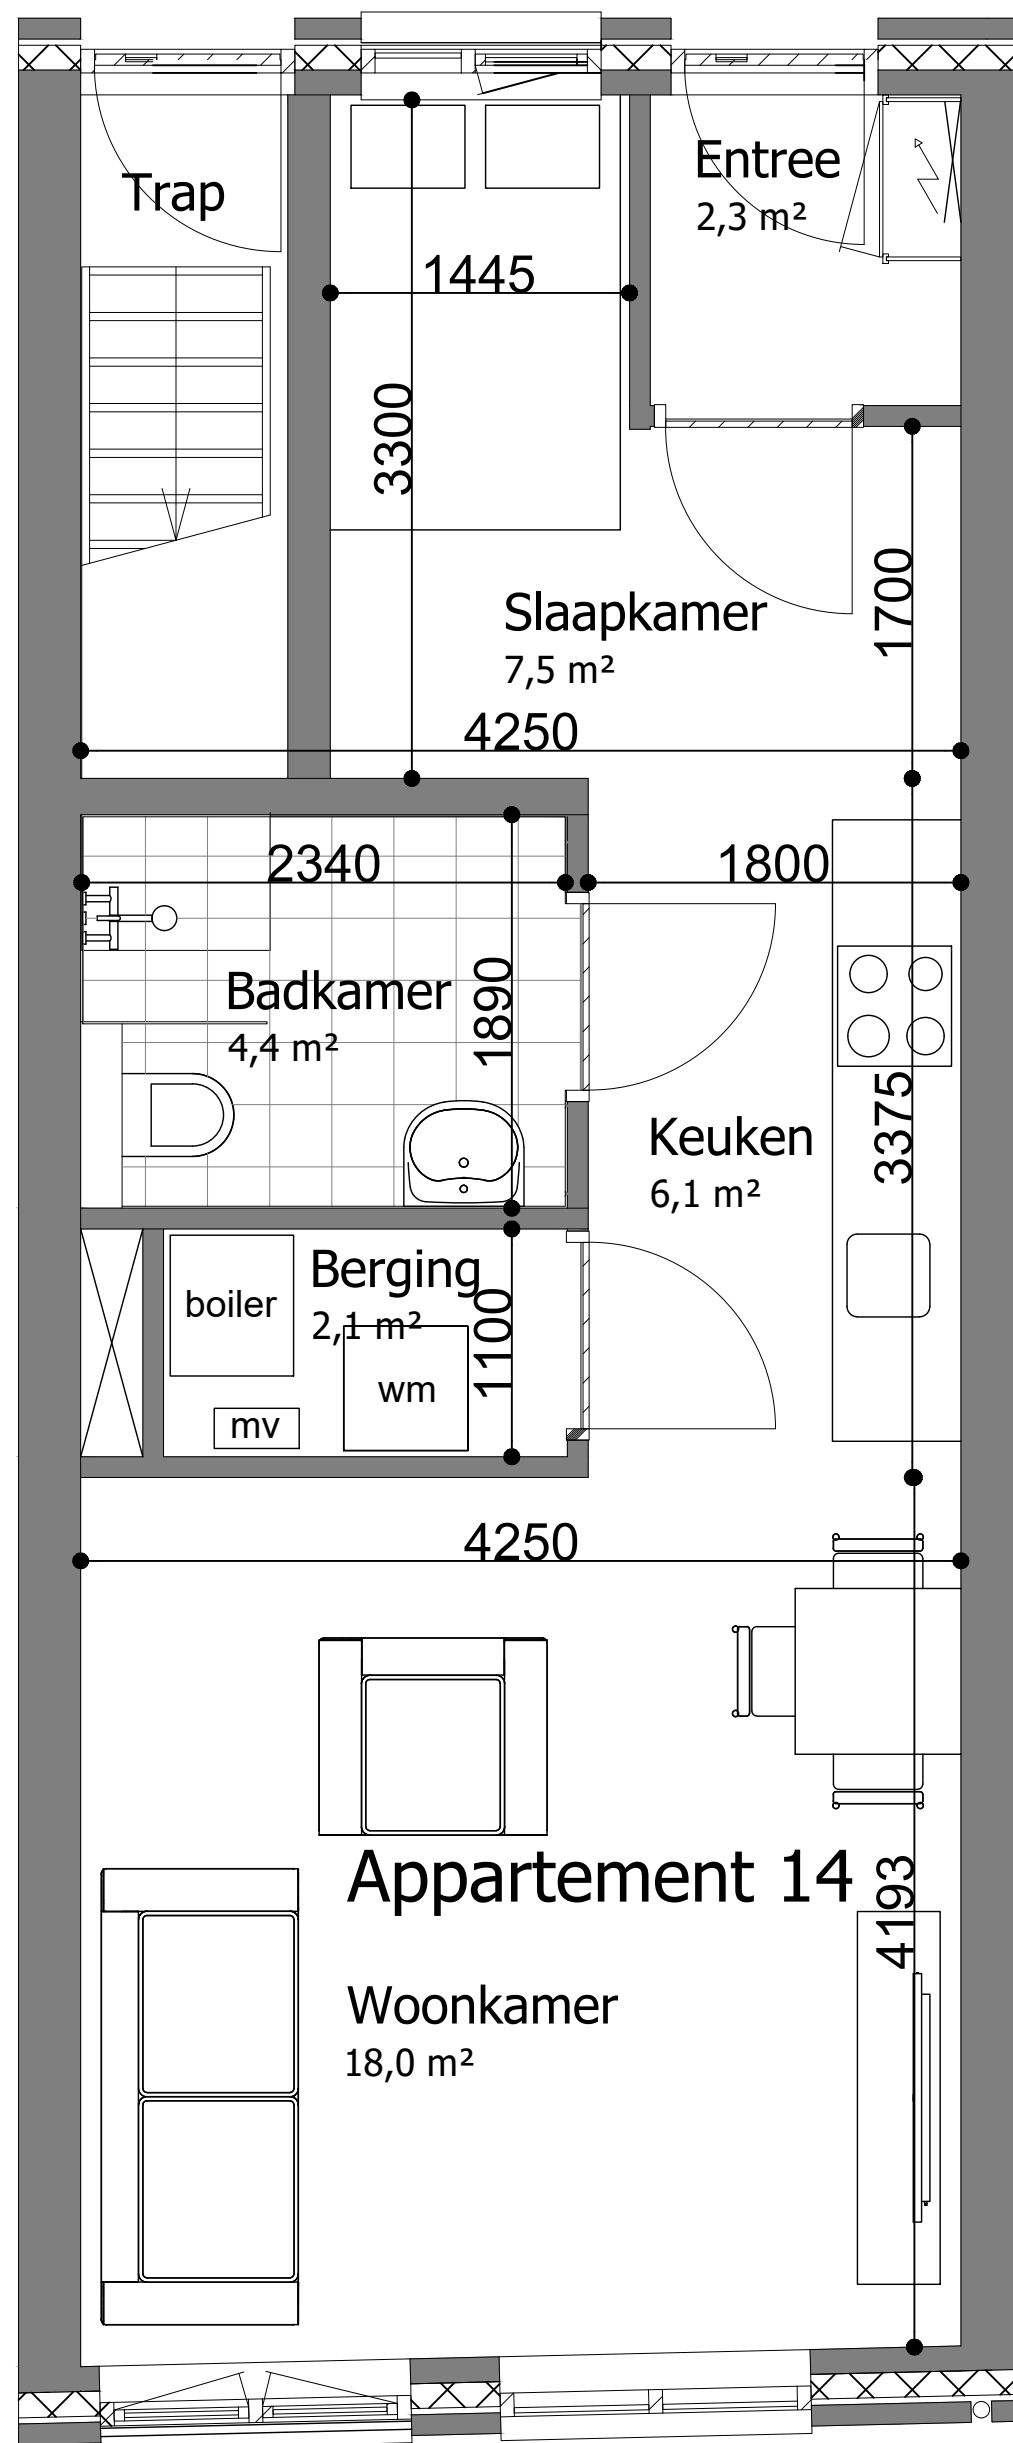 Trap
Entree
2,3 m²
1445
3300
1700
Slaapkamer
7,5 m²
4250
2340
1800
Badkamer
4,4 m²
1890
Keuken
6,1 m²
3375
Berging
2,1 m²
boiler
1100
wm
mv
4250
Appartement 14
4193
Woonkamer
18,0 m²